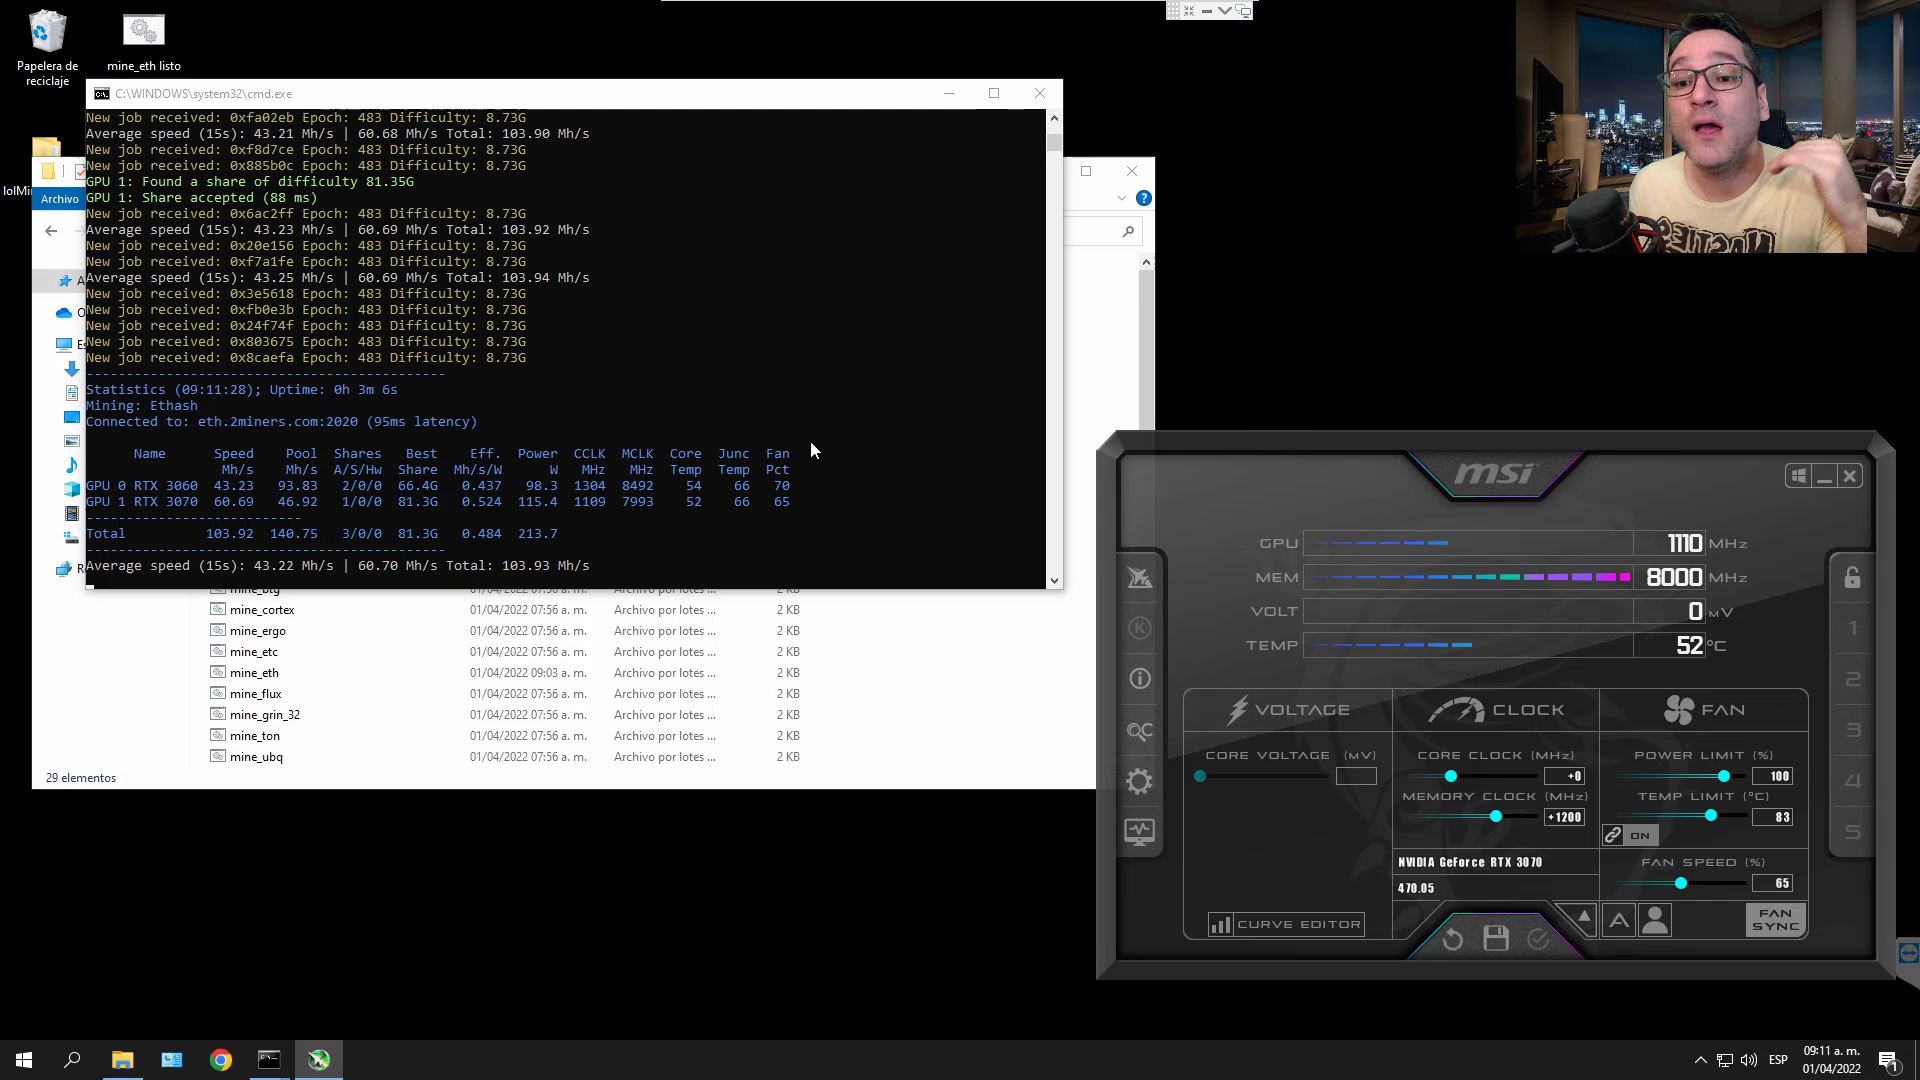 Papelera de
reciclaje
mine_eth listo
C:\WINDOWS\system32\cmd.exe
New job received: 0xfa02eb Epoch: 483 Difficulty: 8.73G
Average speed (15s): 43.21 Mh/s | 60.68 Mh/s Total: 103.90 Mh/s
New job received: 0xf8d7ce Epoch: 483 Difficulty: 8.73G
New job received: 0x885b0c Epoch: 483 Difficulty: 8.73G
GPU 1: Found a share of difficulty 81.35G
GPU 1: Share accepted (88 ms)
New job received: 0x6ac2ff Epoch: 483 Difficulty: 8.73G
Average speed (15s): 43.23 Mh/s | 60.69 Mh/s Total: 103.92 Mh/s
New job received: 0x20e156 Epoch: 483 Difficulty: 8.73G
New job received: 0xf7a1fe Epoch: 483 Difficulty: 8.73G
Average speed (15s): 43.25 Mh/s | 60.69 Mh/s Total: 103.94 Mh/s
New job received: 0x3e5618 Epoch: 483 Difficulty: 8.73G
New job received: 0xfb0e3b Epoch: 483 Difficulty: 8.73G
New job received: 0x24f74f Epoch: 483 Difficulty: 8.73G
New job received: 0x803675 Epoch: 483 Difficulty: 8.73G
New job received: 0x8caefa Epoch: 483 Difficulty: 8.73G
---------------------------------------------
Statistics (09:11:28); Uptime: 0h 3m 6s
Mining: Ethash
Connected to: eth.2miners.com:2020 (95ms latency)
Name Speed Pool Shares Best Eff. Power CCLK MCLK Core Junc Fan
Mh/s Mh/s A/S/Hw Share Mh/s/W W MHz MHz Temp Temp Pct
GPU 0 RTX 3060 43.23 93.83 2/0/0 66.4G 0.437 98.3 1304 8492 54 66 70
GPU 1 RTX 3070 60.69 46.92 1/0/0 81.3G 0.524 115.4 1109 7993 52 66 65
---------------------------
Total 103.92 140.75 3/0/0 81.3G 0.484 213.7
---------------------------------------------
Average speed (15s): 43.22 Mh/s | 60.70 Mh/s Total: 103.93 Mh/s
Archivo
mine_btg 01/04/2022 07:56 a. m. Archivo por lotes ... 2 KB
mine_cortex 01/04/2022 07:56 a. m. Archivo por lotes ... 2 KB
mine_ergo 01/04/2022 07:56 a. m. Archivo por lotes ... 2 KB
mine_etc 01/04/2022 07:56 a. m. Archivo por lotes ... 2 KB
mine_eth 01/04/2022 09:03 a. m. Archivo por lotes ... 2 KB
mine_flux 01/04/2022 07:56 a. m. Archivo por lotes ... 2 KB
mine_grin_32 01/04/2022 07:56 a. m. Archivo por lotes ... 2 KB
mine_ton 01/04/2022 07:56 a. m. Archivo por lotes ... 2 KB
mine_ubq 01/04/2022 07:56 a. m. Archivo por lotes ... 2 KB
29 elementos
msi
GPU 1110 MHz
MEM 8000 MHz
VOLT 0 MV
TEMP 52 °C
K
i
OC
1
2
3
4
5
VOLTAGE
CORE VOLTAGE (MV)
CURVE EDITOR
CLOCK
CORE CLOCK (MHz)
+0
MEMORY CLOCK (MHz)
+1200
NVIDIA GeForce RTX 3070
470.05
FAN
POWER LIMIT (%)
100
TEMP LIMIT (°C)
83
ON
FAN SPEED (%)
65
A
FAN
SYNC
ESP
09:11 a. m.
01/04/2022
1